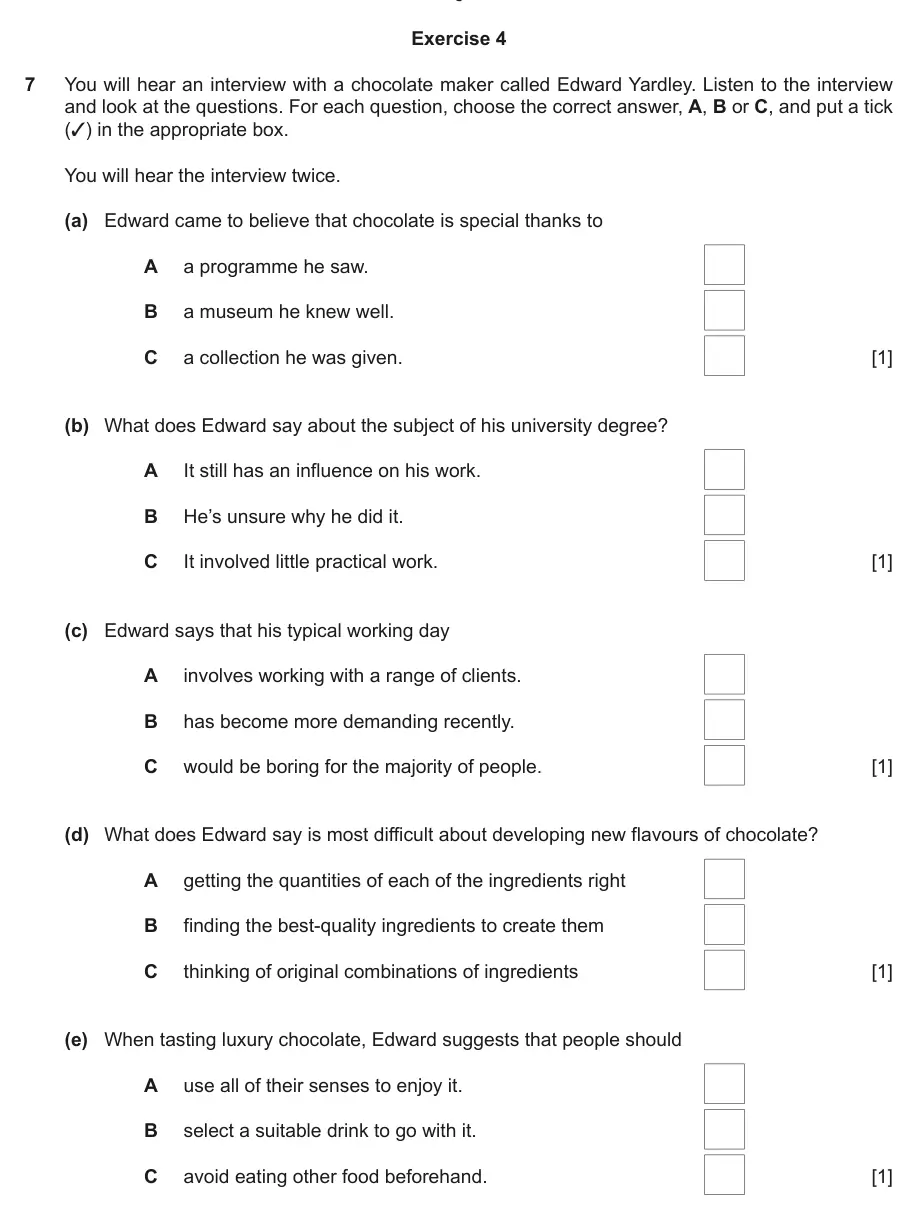 Exercise 4
7 You will hear an interview with a chocolate maker called Edward Yardley. Listen to the interview
and look at the questions. For each question, choose the correct answer, A, B or C, and put a tick
(✓) in the appropriate box.
You will hear the interview twice.
(a) Edward came to believe that chocolate is special thanks to
A a programme he saw.
B a museum he knew well.
C a collection he was given. [1]
(b) What does Edward say about the subject of his university degree?
A It still has an influence on his work.
B He’s unsure why he did it.
C It involved little practical work. [1]
(c) Edward says that his typical working day
A involves working with a range of clients.
B has become more demanding recently.
C would be boring for the majority of people. [1]
(d) What does Edward say is most difficult about developing new flavours of chocolate?
A getting the quantities of each of the ingredients right
B finding the best-quality ingredients to create them
C thinking of original combinations of ingredients [1]
(e) When tasting luxury chocolate, Edward suggests that people should
A use all of their senses to enjoy it.
B select a suitable drink to go with it.
C avoid eating other food beforehand. [1]